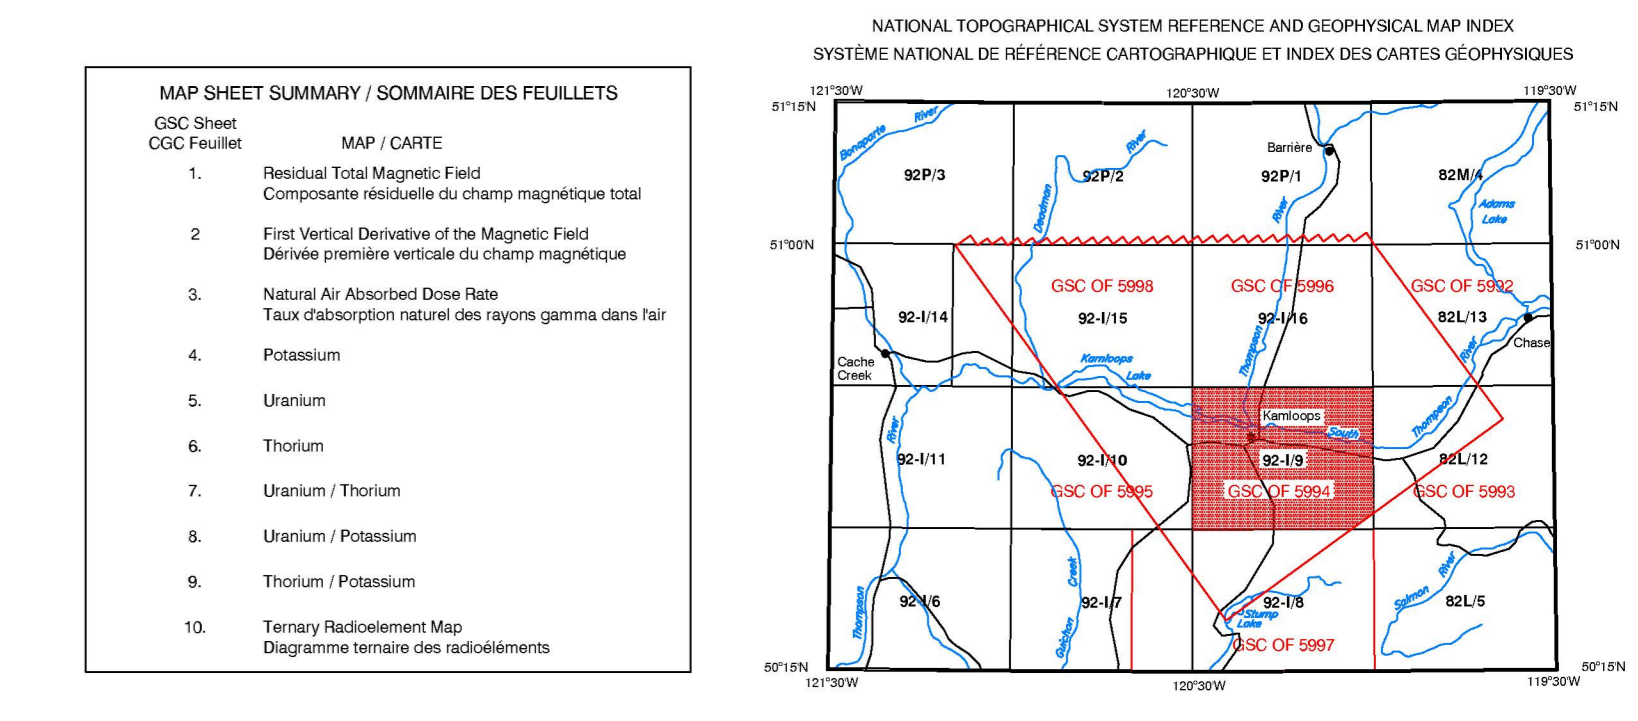 MAP SHEET SUMMARY / SOMMAIRE DES FEUILLETS
GSC Sheet
CGC Feuillet
MAP / CARTE
1.
Residual Total Magnetic Field
Composante résiduelle du champ magnétique total
2
First Vertical Derivative of the Magnetic Field
Dérivée première verticale du champ magnétique
3.
Natural Air Absorbed Dose Rate
Taux d'absorption naturel des rayons gamma dans l'air
4.
Potassium
5.
Uranium
6.
Thorium
7.
Uranium / Thorium
8.
Uranium / Potassium
9.
Thorium / Potassium
10.
Ternary Radioelement Map
Diagramme ternaire des radioéléments
NATIONAL TOPOGRAPHICAL SYSTEM REFERENCE AND GEOPHYSICAL MAP INDEX
SYSTÈME NATIONAL DE RÉFÉRENCE CARTOGRAPHIQUE ET INDEX DES CARTES GÉOPHYSIQUES
121°30'W
120°30'W
119°30'W
51°15'N
51°15'N
Bonaparte River
Deadman River
River
Barrière
92P/3
92P/2
92P/1
82M/4
Adams
Lake
51°00'N
51°00'N
GSC OF 5998
GSC OF 5996
GSC OF 5992
92-I/14
92-I/15
92-I/16
82L/13
Thompson
River
Chase
Cache
Creek
Kamloops
Lake
Kamloops
South
Thompson
River
92-I/11
92-I/10
92-I/9
82L/12
GSC OF 5995
GSC OF 5994
GSC OF 5993
Thompson
Guichon Creek
Salmon River
92-I/6
92-I/7
92-I/8
82L/5
Stump
Lake
GSC OF 5997
50°15'N
50°15'N
121°30'W
120°30'W
119°30'W